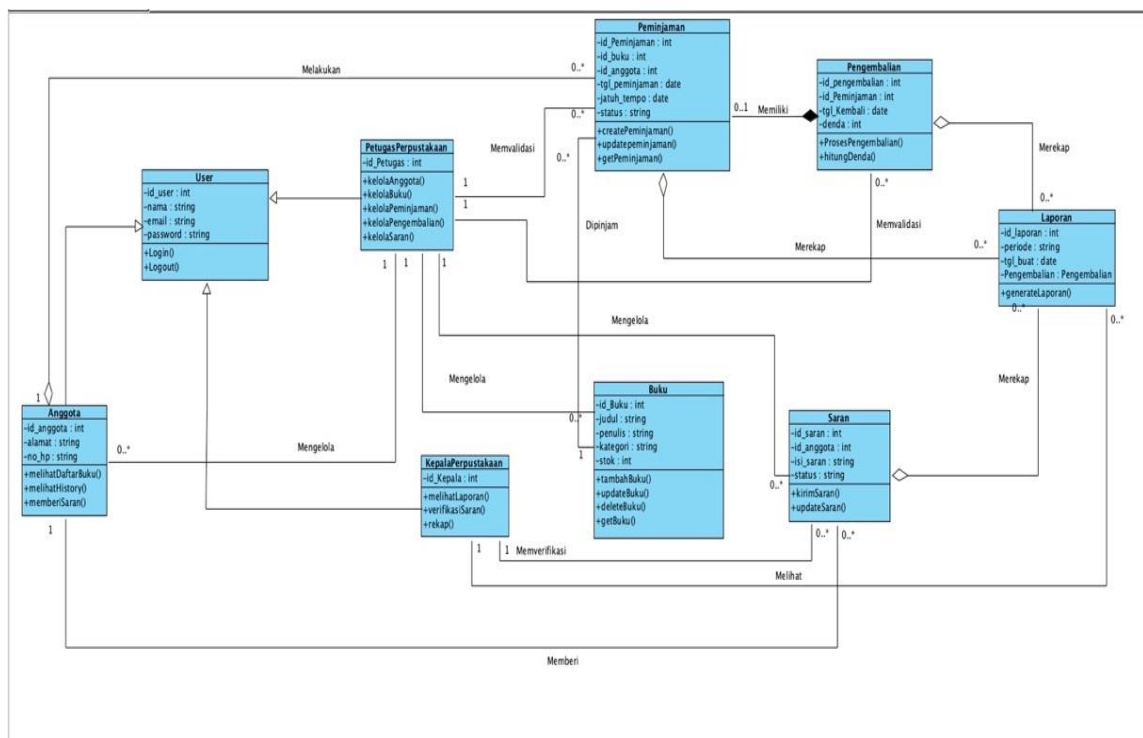 Peminjaman
-id_Peminjaman : int
-id_buku : int
-id_anggota : int
-tgl_peminjaman : date
-jatuh_tempo : date
-status : string
+createPeminjaman()
+updatepeminjaman()
+getPeminjaman()
Pengembalian
-id_pengembalian : int
-id_Peminjaman : int
-tgl_Kembali : date
-denda : int
+ProsesPengembalian()
+hitungDenda()
Melakukan
0..*
0..*
0..*
0..1
Memiliki
Merekap
0..*
Memvalidasi
1
1
PetugasPerpustakaan
-id_Petugas : int
+kelolaAnggota()
+kelolaBuku()
+kelolaPeminjaman()
+kelolaPengembalian()
+kelolaSaran()
1
1
1
User
-id_user : int
-nama : string
-email : string
-password : string
+Login()
+Logout()
0..*
Memvalidasi
Dipinjam
Merekap
0..*
Laporan
-id_laporan : int
-periode : string
-tgl_buat : date
-Pengembalian : Pengembalian
+generateLaporan()
0..*
0..*
Mengelola
Mengelola
Merekap
Buku
-id_Buku : int
-judul : string
-penulis : string
-kategori : string
-stok : int
+tambahBuku()
+updateBuku()
+deleteBuku()
+getBuku()
0..*
1
1
Anggota
-id_anggota : int
-alamat : string
-no_hp : string
+melihatDaftarBuku()
+melihatHistory()
+memberiSaran()
0..*
1
Mengelola
KepalaPerpustakaan
-id_Kepala : int
+melihatLaporan()
+verifikasiSaran()
+rekap()
1
1
Memverifikasi
Saran
-id_saran : int
-id_anggota : int
-isi_saran : string
-status : string
+kirimSaran()
+updateSaran()
0..*
0..*
0..*
Melihat
Memberi